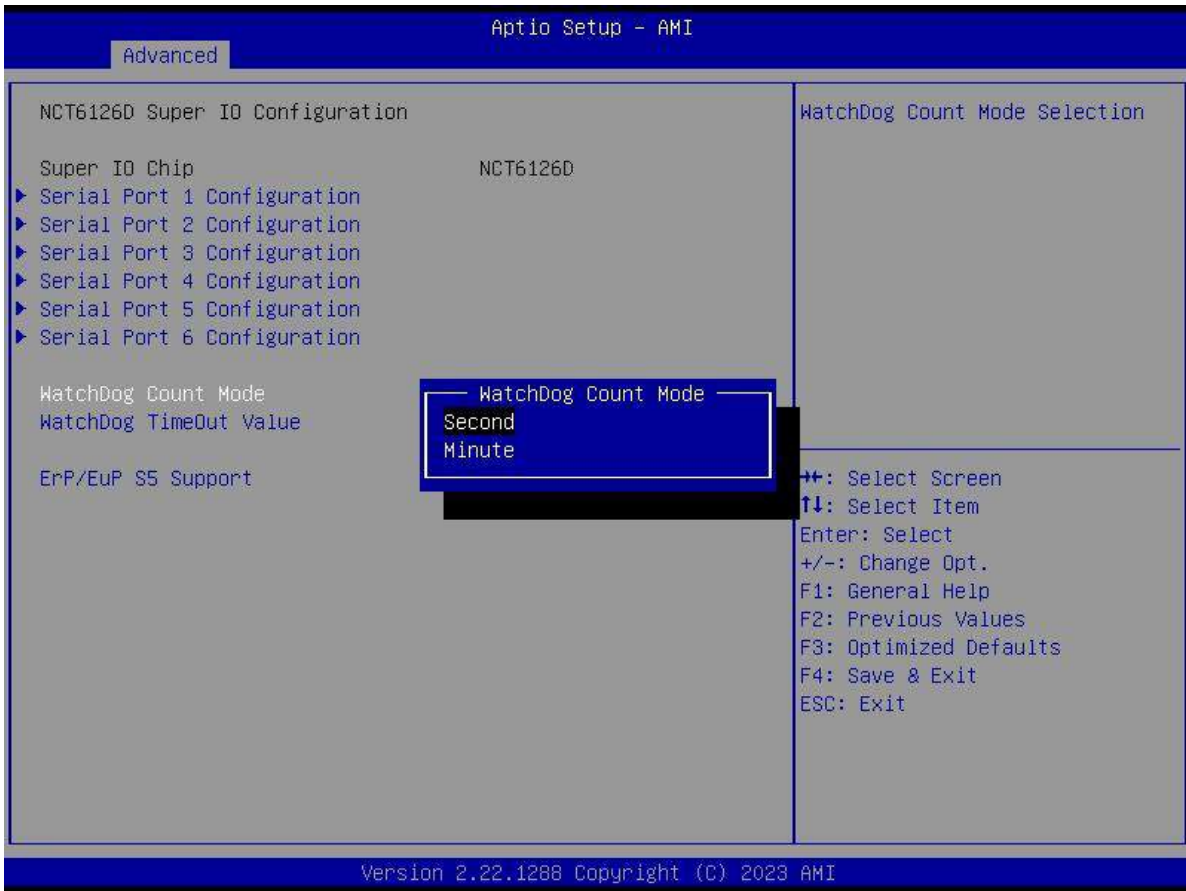 Aptio Setup – AMI
Advanced
NCT6126D Super IO Configuration
Super IO Chip NCT6126D
Serial Port 1 Configuration
Serial Port 2 Configuration
Serial Port 3 Configuration
Serial Port 4 Configuration
Serial Port 5 Configuration
Serial Port 6 Configuration
WatchDog Count Mode
WatchDog TimeOut Value
ErP/EuP S5 Support
WatchDog Count Mode
Second
Minute
WatchDog Count Mode Selection
→←: Select Screen
↑↓: Select Item
Enter: Select
+/-: Change Opt.
F1: General Help
F2: Previous Values
F3: Optimized Defaults
F4: Save & Exit
ESC: Exit
Version 2.22.1288 Copyright (C) 2023 AMI